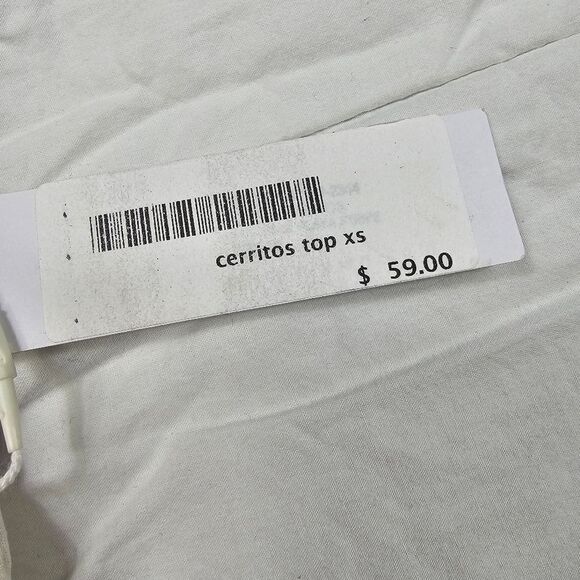 cerritos top xs
$ 59.00